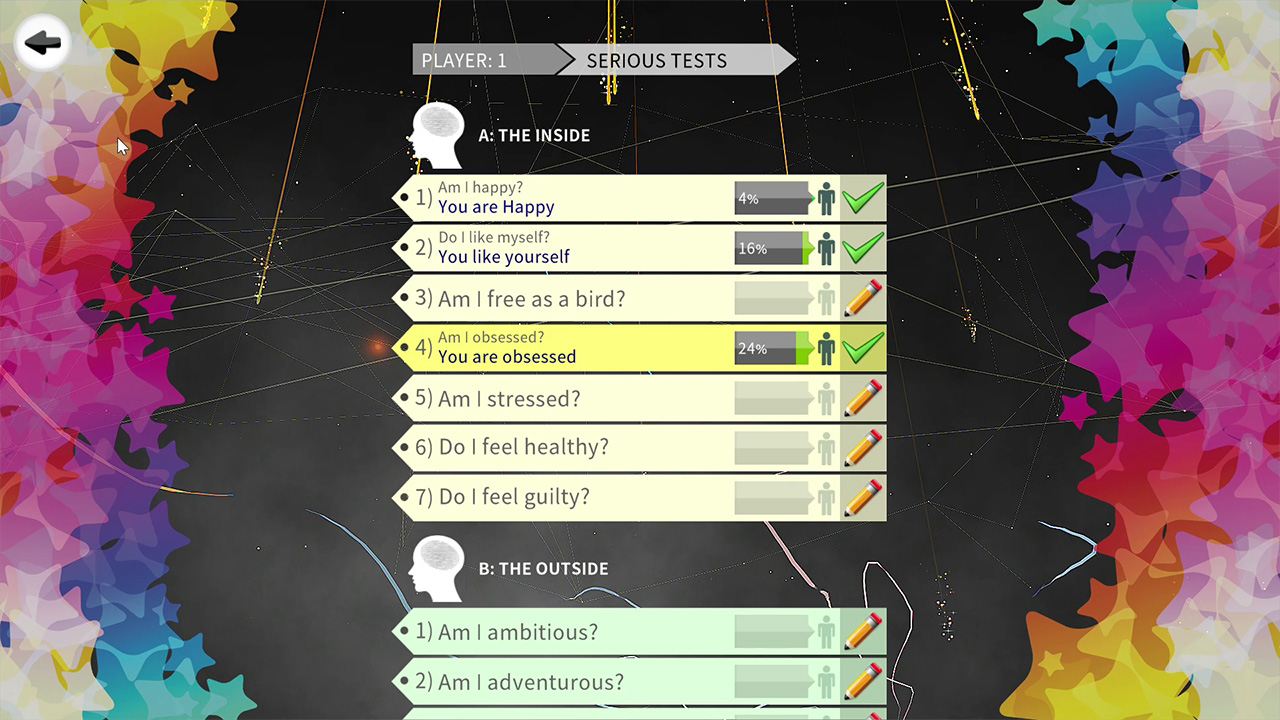 PLAYER: 1 SERIOUS TESTS
A: THE INSIDE
1) Am I happy?
You are Happy
4%
2) Do I like myself?
You like yourself
16%
3) Am I free as a bird?
4) Am I obsessed?
You are obsessed
24%
5) Am I stressed?
6) Do I feel healthy?
7) Do I feel guilty?
B: THE OUTSIDE
1) Am I ambitious?
2) Am I adventurous?